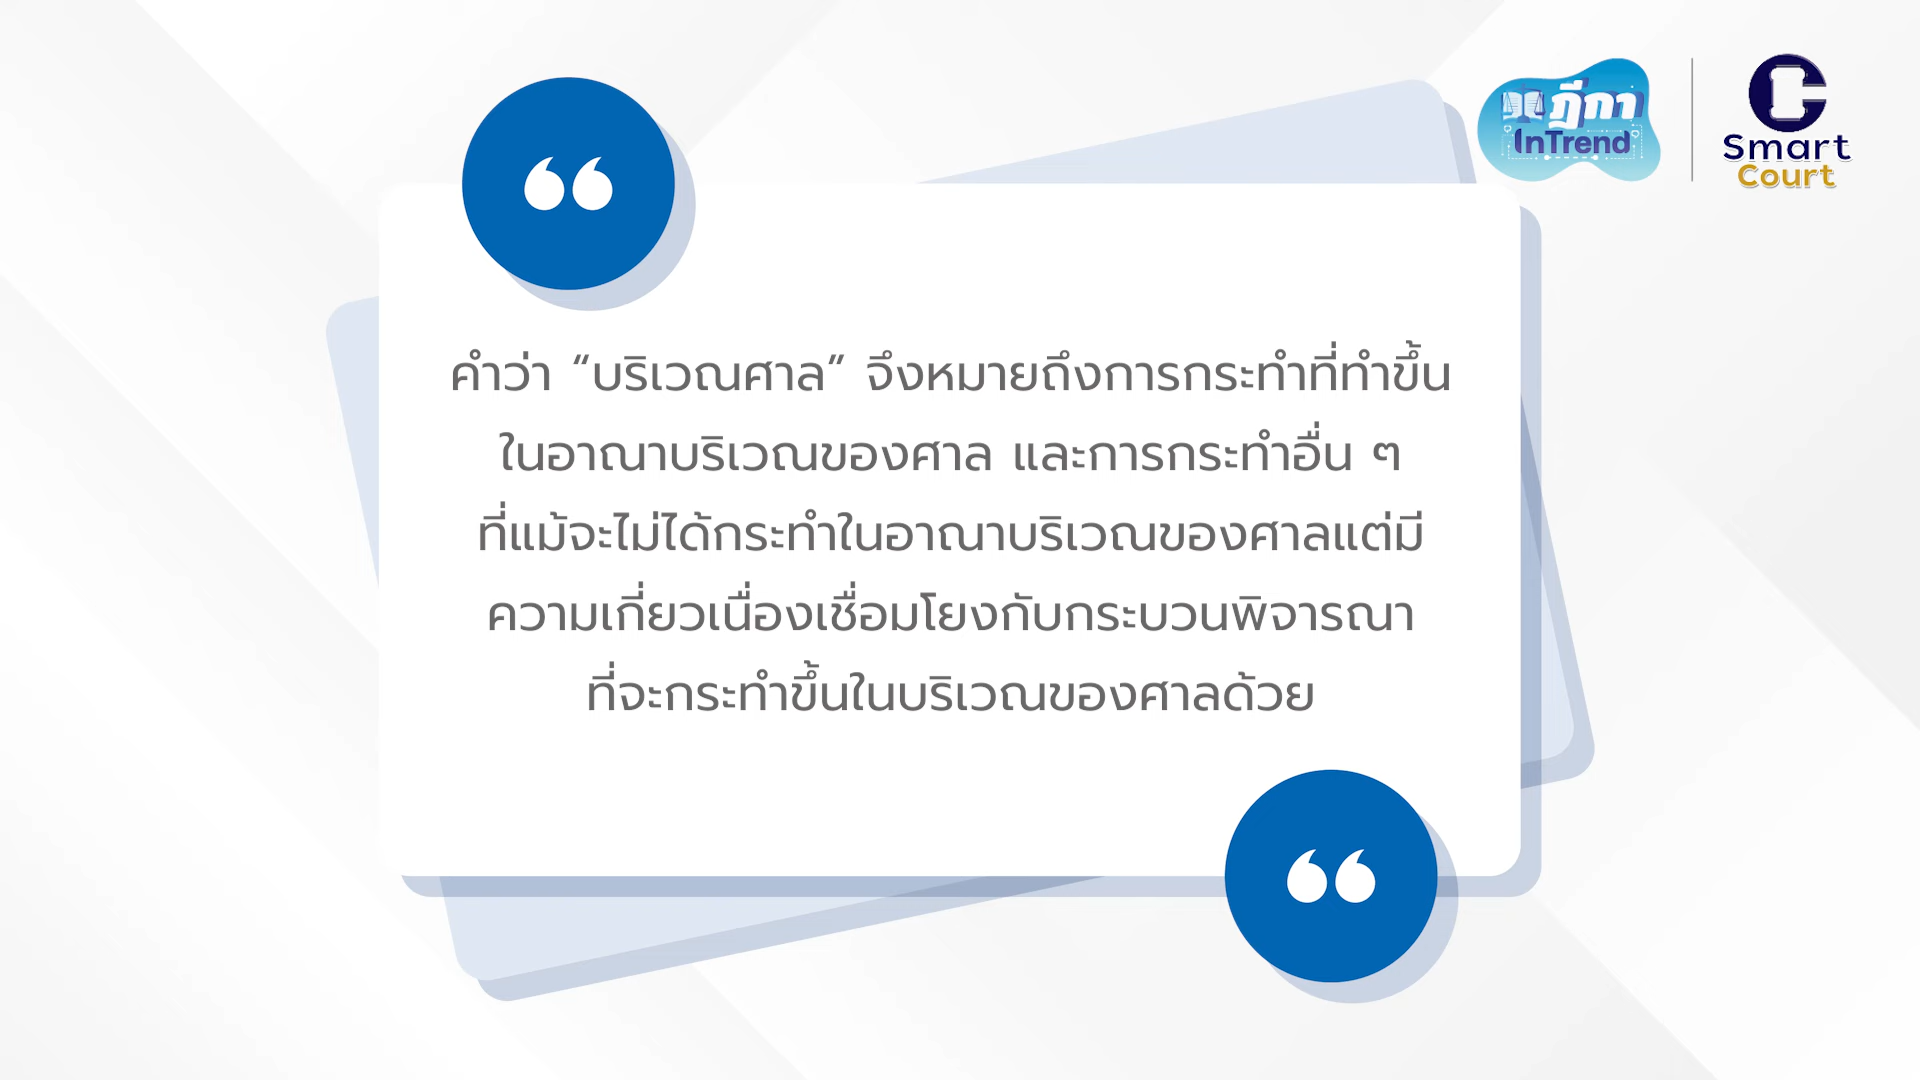 ฎีกา
InTrend
Smart
Court
คำว่า “บริเวณศาล” จึงหมายถึงการกระทำที่ทำขึ้น
ในอาณาบริเวณของศาล และการกระทำอื่น ๆ
ที่แม้จะไม่ได้กระทำในอาณาบริเวณของศาลแต่มี
ความเกี่ยวเนื่องเชื่อมโยงกับกระบวนพิจารณา
ที่จะกระทำขึ้นในบริเวณของศาลด้วย